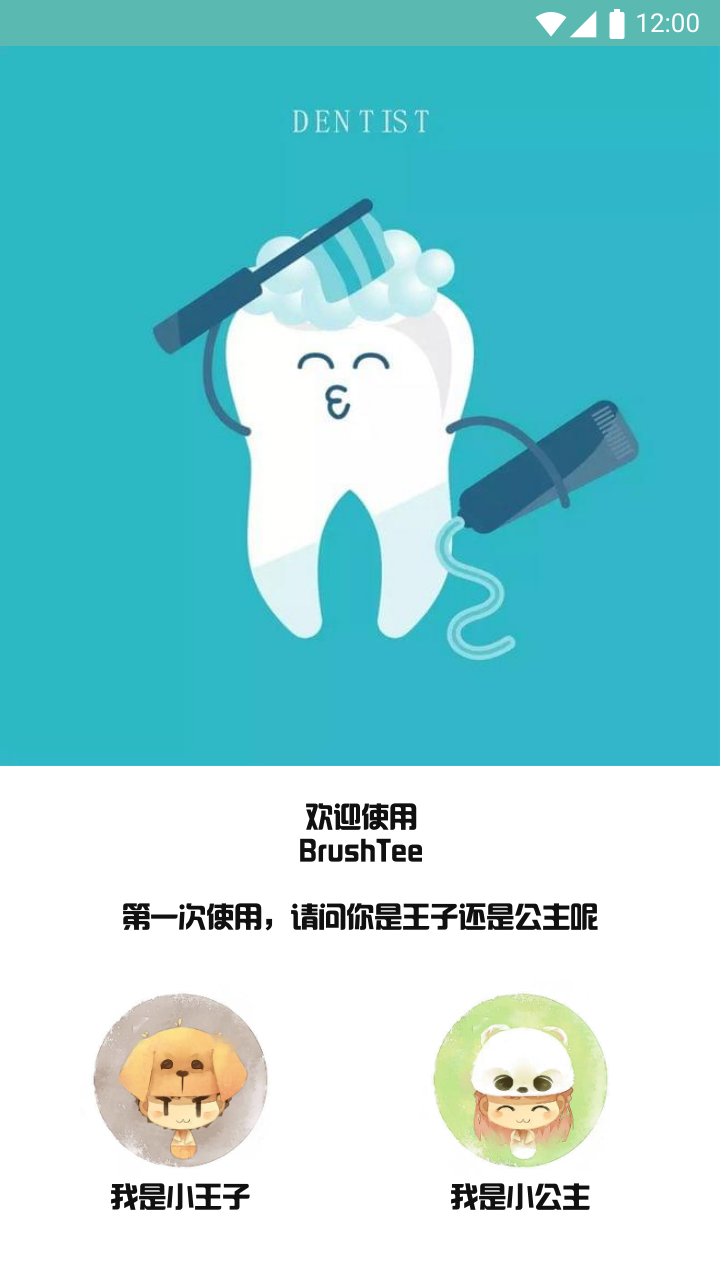 12:00
DENTIST
欢迎使用
BrushTee
第一次使用，请问你是王子还是公主呢
我是小王子
我是小公主